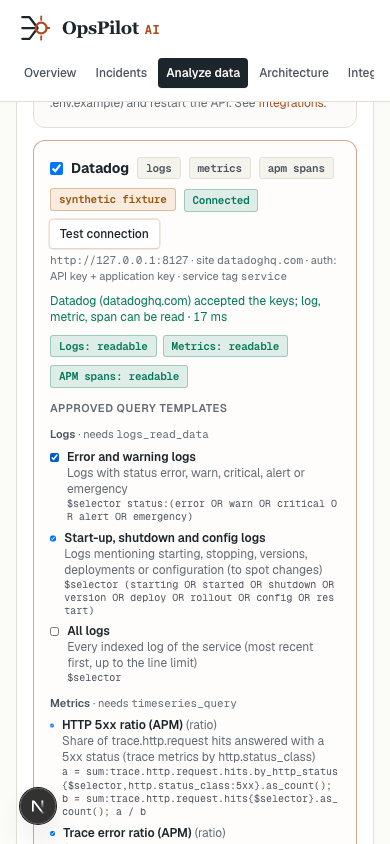 OpsPilot AI
Overview Incidents Analyze data Architecture Integ
.env.example) and restart the API. See Integrations.
Datadog logs metrics apm spans
synthetic fixture Connected
Test connection
http://127.0.0.1:8127 · site datadoghq.com · auth:
API key + application key · service tag service
Datadog (datadoghq.com) accepted the keys; log,
metric, span can be read · 17 ms
Logs: readable Metrics: readable
APM spans: readable
APPROVED QUERY TEMPLATES
Logs · needs logs_read_data
Error and warning logs
Logs with status error, warn, critical, alert or
emergency
$selector status:(error OR warn OR critical O
R alert OR emergency)
Start-up, shutdown and config logs
Logs mentioning starting, stopping, versions,
deployments or configuration (to spot changes)
$selector (starting OR started OR shutdown OR
version OR deploy OR rollout OR config OR res
tart)
All logs
Every indexed log of the service (most recent
first, up to the line limit)
$selector
Metrics · needs timeseries_query
HTTP 5xx ratio (APM) (ratio)
Share of trace.http.request hits answered with a
5xx status (trace metrics by http.status_class)
a = sum:trace.http.request.hits.by_http_status
{$selector,http.status_class:5xx}.as_count();
b = sum:trace.http.request.hits{$selector}.as_
count(); a / b
N
Trace error ratio (APM) (ratio)